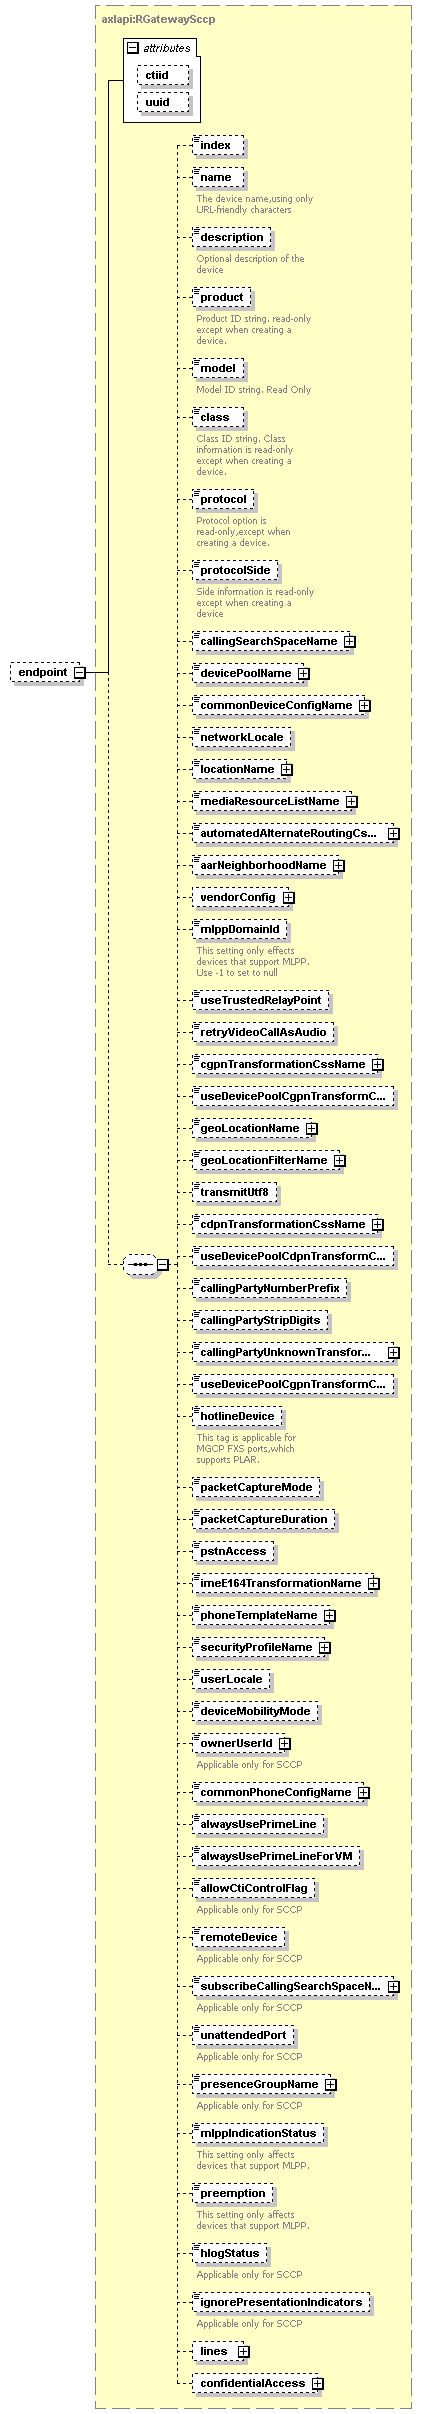 axlapi:RGatewaySccp
attributes
ctiid
uuid
index
name
The device name,using only
URL-friendly characters
description
Optional description of the
device
product
Product ID string. read-only
except when creating a
device.
model
Model ID string. Read Only
class
Class ID string. Class
information is read-only
except when creating a
device.
protocol
Protocol option is
read-only,except when
creating a device.
protocolSide
Side information is read-only
except when creating a
device
callingSearchSpaceName
endpoint
devicePoolName
commonDeviceConfigName
networkLocale
locationName
mediaResourceListName
automatedAlternateRoutingCs...
aarNeighborhoodName
vendorConfig
mlppDomainId
This setting only effects
devices that support MLPP.
Use -1 to set to null
useTrustedRelayPoint
retryVideoCallAsAudio
cgpnTransformationCssName
useDevicePoolCgpnTransformC...
geoLocationName
geoLocationFilterName
transmitUtf8
cdpnTransformationCssName
useDevicePoolCdpnTransformC...
callingPartyNumberPrefix
callingPartyStripDigits
callingPartyUnknownTransfor...
useDevicePoolCgpnTransformC...
hotlineDevice
This tag is applicable for
MGCP FXS ports,which
supports PLAR.
packetCaptureMode
packetCaptureDuration
pstnAccess
imeE164TransformationName
phoneTemplateName
securityProfileName
userLocale
deviceMobilityMode
ownerUserId
Applicable only for SCCP
commonPhoneConfigName
alwaysUsePrimeLine
alwaysUsePrimeLineForVM
allowCtiControlFlag
Applicable only for SCCP
remoteDevice
Applicable only for SCCP
subscribeCallingSearchSpaceN...
Applicable only for SCCP
unattendedPort
Applicable only for SCCP
presenceGroupName
Applicable only for SCCP
mlppIndicationStatus
This setting only affects
devices that support MLPP.
preemption
This setting only affects
devices that support MLPP.
hlogStatus
Applicable only for SCCP
ignorePresentationIndicators
Applicable only for SCCP
lines
confidentialAccess